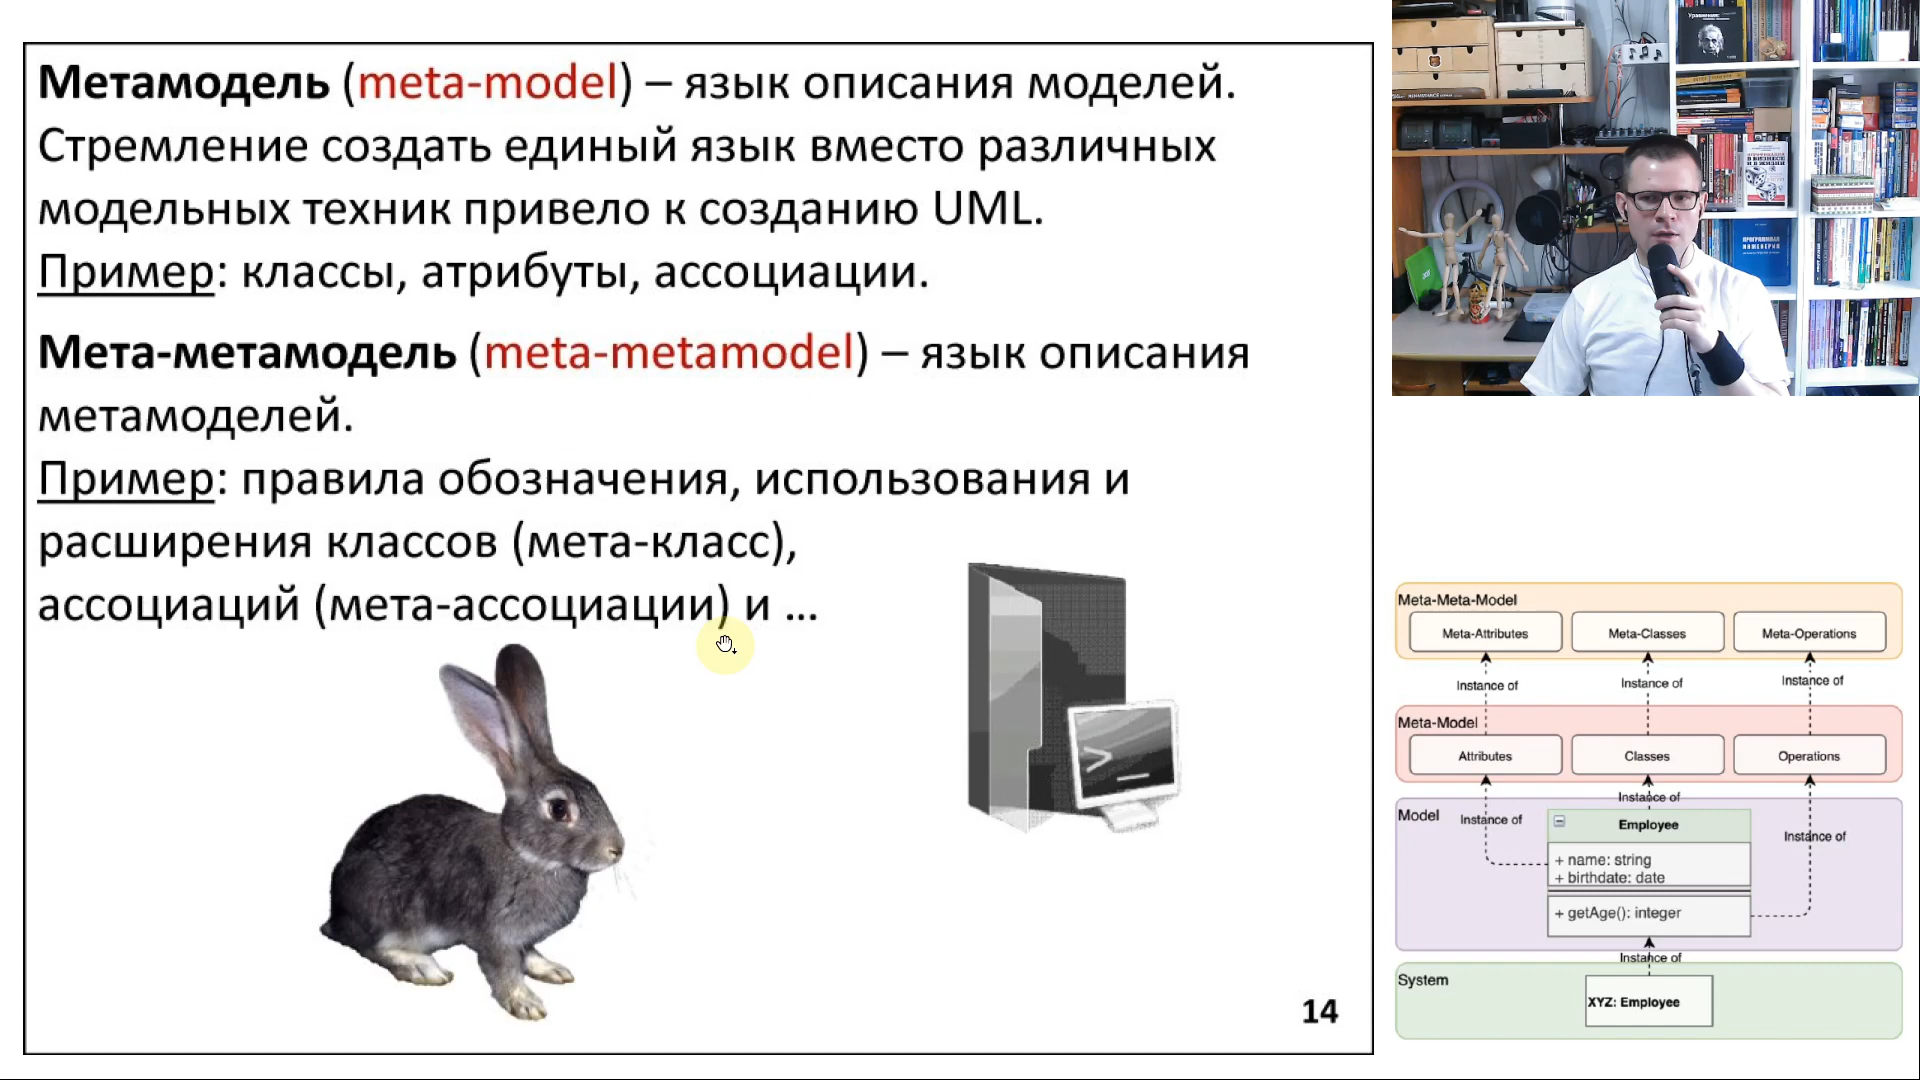 Метамодель (meta-model) – язык описания моделей.
Стремление создать единый язык вместо различных
модельных техник привело к созданию UML.
Пример: классы, атрибуты, ассоциации.
Мета-метамодель (meta-metamodel) – язык описания
метамоделей.
Пример: правила обозначения, использования и
расширения классов (мета-класс),
ассоциаций (мета-ассоциации) и ...
14
Meta-Meta-Model
Meta-Attributes
Meta-Classes
Meta-Operations
Instance of
Instance of
Instance of
Meta-Model
Attributes
Classes
Operations
Instance of
Model
Instance of
Employee
Instance of
+ name: string
+ birthdate: date
+ getAge(): integer
Instance of
System
XYZ: Employee